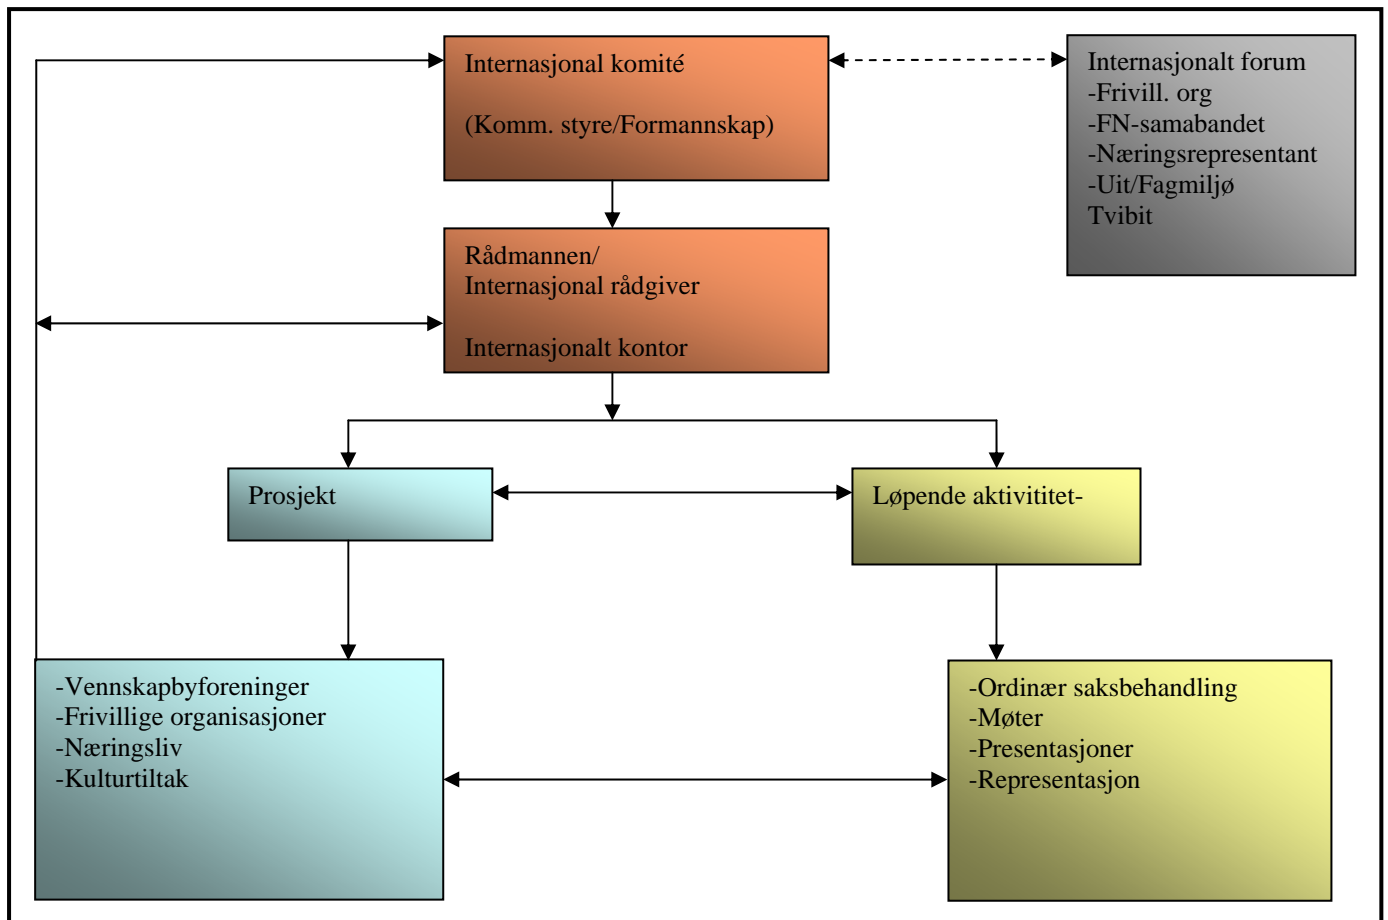 Internasjonal komité
(Komm. styre/Formannskap)
Internasjonalt forum
-Frivill. org
-FN-samabandet
-Næringsrepresentant
-Uit/Fagmiljø
Tvibit
Rådmannen/
Internasjonal rådgiver
Internasjonalt kontor
Prosjekt
Løpende aktivititet-
-Vennskapbyforeninger
-Frivillige organisasjoner
-Næringsliv
-Kulturtiltak
-Ordinær saksbehandling
-Møter
-Presentasjoner
-Representasjon